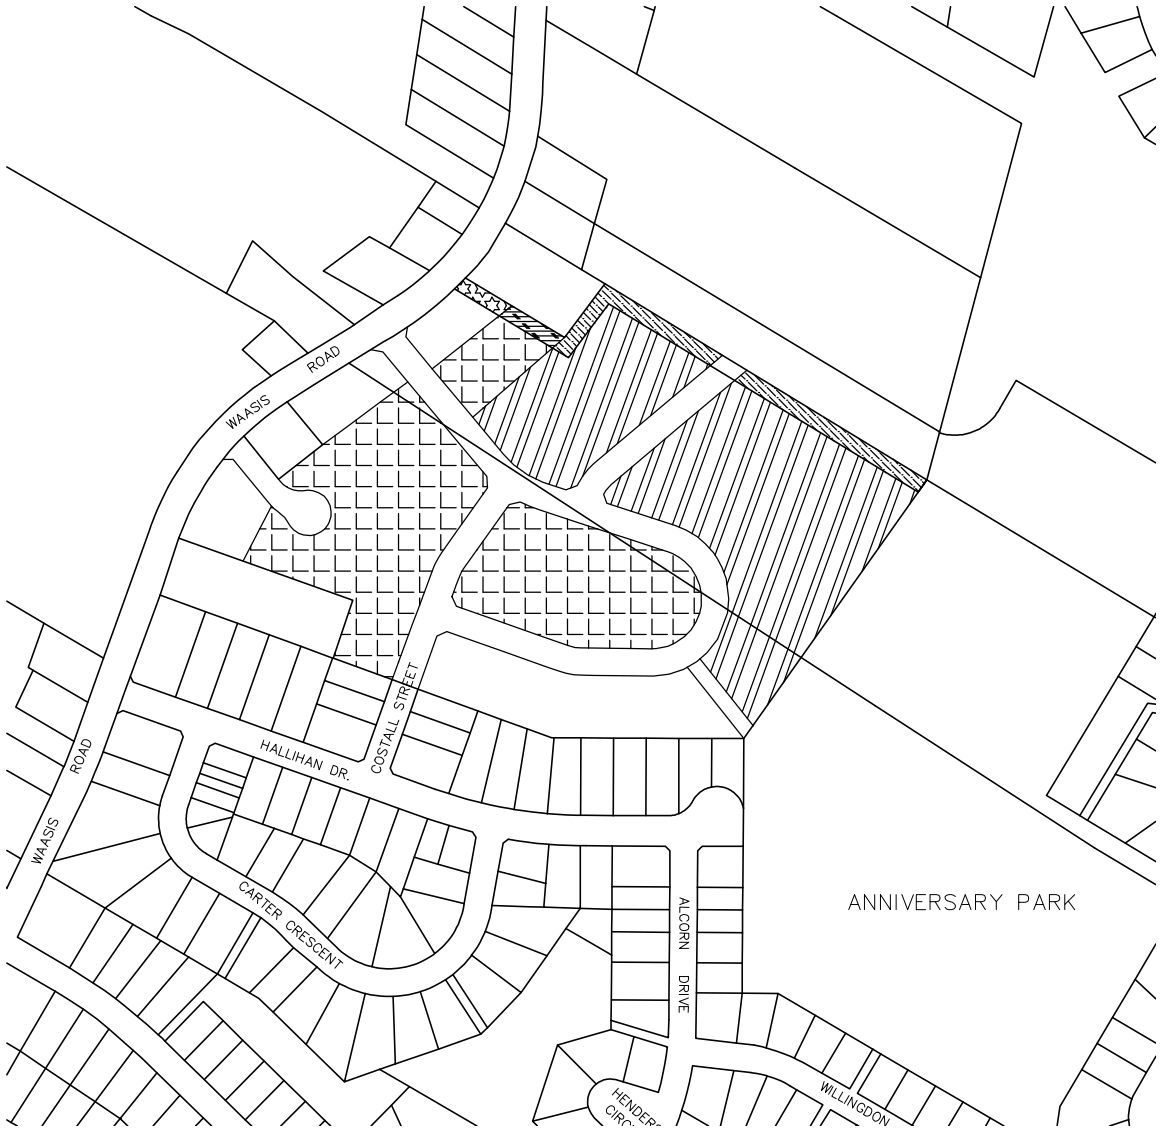 ROAD
WAASIS
COSTALL STREET
ROAD
HALLIHAN DR.
WAASIS
CARTER CRESCENT
ALCORN DRIVE
ANNIVERSARY PARK
WILLINGDON